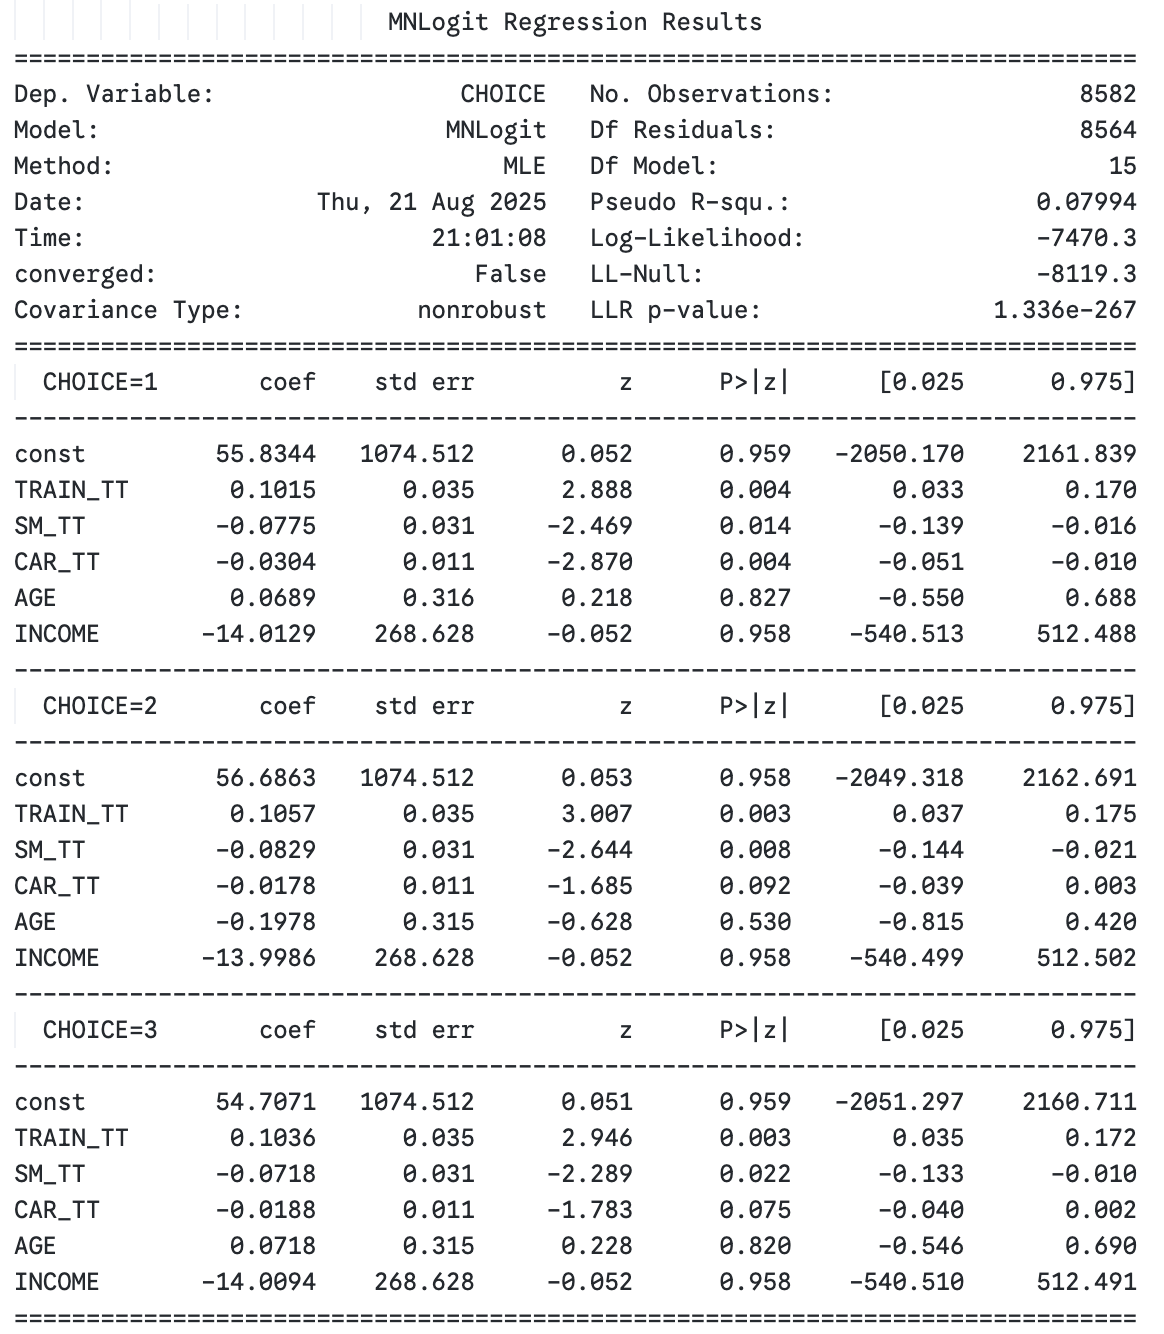 MNLogit Regression Results
==============================================================================
Dep. Variable:                 CHOICE   No. Observations:                 8582
Model:                        MNLogit   Df Residuals:                     8564
Method:                           MLE   Df Model:                           15
Date:                Thu, 21 Aug 2025   Pseudo R-squ.:                 0.07994
Time:                        21:01:08   Log-Likelihood:                -7470.3
converged:                      False   LL-Null:                       -8119.3
Covariance Type:            nonrobust   LLR p-value:                1.336e-267
==============================================================================
  CHOICE=1       coef    std err          z      P>|z|      [0.025      0.975]
------------------------------------------------------------------------------
const         55.8344   1074.512      0.052      0.959   -2050.170    2161.839
TRAIN_TT       0.1015      0.035      2.888      0.004       0.033       0.170
SM_TT         -0.0775      0.031     -2.469      0.014      -0.139      -0.016
CAR_TT        -0.0304      0.011     -2.870      0.004      -0.051      -0.010
AGE            0.0689      0.316      0.218      0.827      -0.550       0.688
INCOME       -14.0129    268.628     -0.052      0.958    -540.513     512.488
------------------------------------------------------------------------------
  CHOICE=2       coef    std err          z      P>|z|      [0.025      0.975]
------------------------------------------------------------------------------
const         56.6863   1074.512      0.053      0.958   -2049.318    2162.691
TRAIN_TT       0.1057      0.035      3.007      0.003       0.037       0.175
SM_TT         -0.0829      0.031     -2.644      0.008      -0.144      -0.021
CAR_TT        -0.0178      0.011     -1.685      0.092      -0.039       0.003
AGE           -0.1978      0.315     -0.628      0.530      -0.815       0.420
INCOME       -13.9986    268.628     -0.052      0.958    -540.499     512.502
------------------------------------------------------------------------------
  CHOICE=3       coef    std err          z      P>|z|      [0.025      0.975]
------------------------------------------------------------------------------
const         54.7071   1074.512      0.051      0.959   -2051.297    2160.711
TRAIN_TT       0.1036      0.035      2.946      0.003       0.035       0.172
SM_TT         -0.0718      0.031     -2.289      0.022      -0.133      -0.010
CAR_TT        -0.0188      0.011     -1.783      0.075      -0.040       0.002
AGE            0.0718      0.315      0.228      0.820      -0.546       0.690
INCOME       -14.0094    268.628     -0.052      0.958    -540.510     512.491
==============================================================================